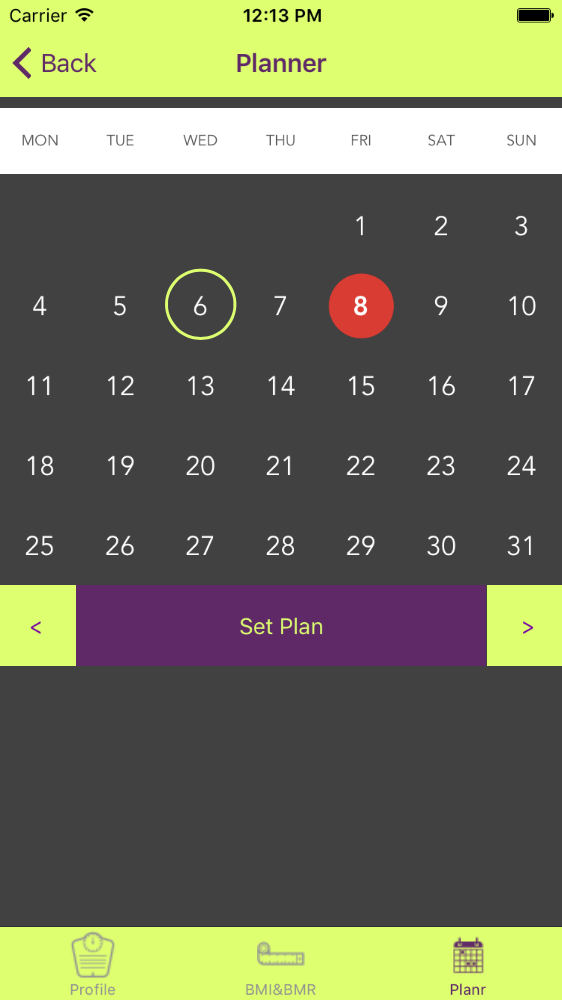 Carrier 12:13 PM
Back Planner
MON TUE WED THU FRI SAT SUN
1 2 3
4 5 6 7 8 9 10
11 12 13 14 15 16 17
18 19 20 21 22 23 24
25 26 27 28 29 30 31
< Set Plan >
Profile BMI&BMR Planr